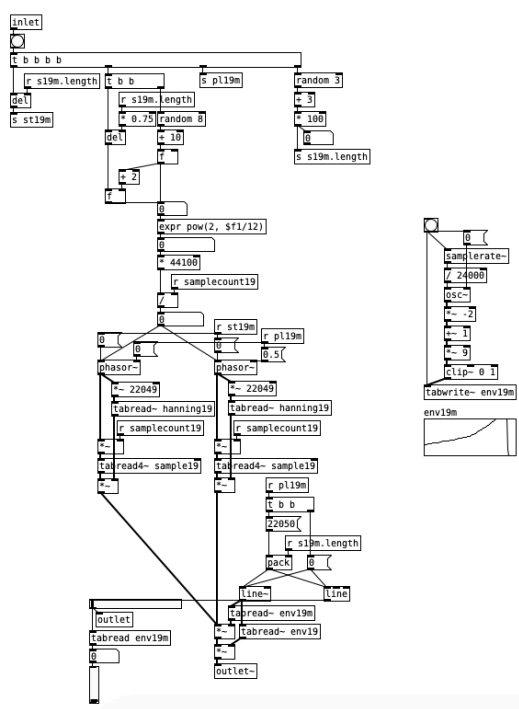 inlet
t b b b b
r s19m.length
t b b
s pl19m
random 3
del
r s19m.length
+ 3
s st19m
* 0.75
random 8
* 100
del
+ 10
0
f
s s19m.length
+ 2
f
0
expr pow(2, $f1/12)
0
0
samplerate~
* 44100
/ 24000
r samplecount19
osc~
/
*~ -2
0
r st19m
+~ 1
0
0
0
r pl19m
*~ 9
0.5
phasor~
phasor~
clip~ 0 1
*~ 22049
*~ 22049
tabwrite~ env19m
tabread~ hanning19
tabread~ hanning19
env19m
r samplecount19
r samplecount19
*~
*~
tabread4~ sample19
tabread4~ sample19
*~
*~
r pl19m
t b b
22050
r s19m.length
pack
0
line~
line
outlet
tabread~ env19m
tabread env19m
*~
tabread~ env19
0
*~
outlet~